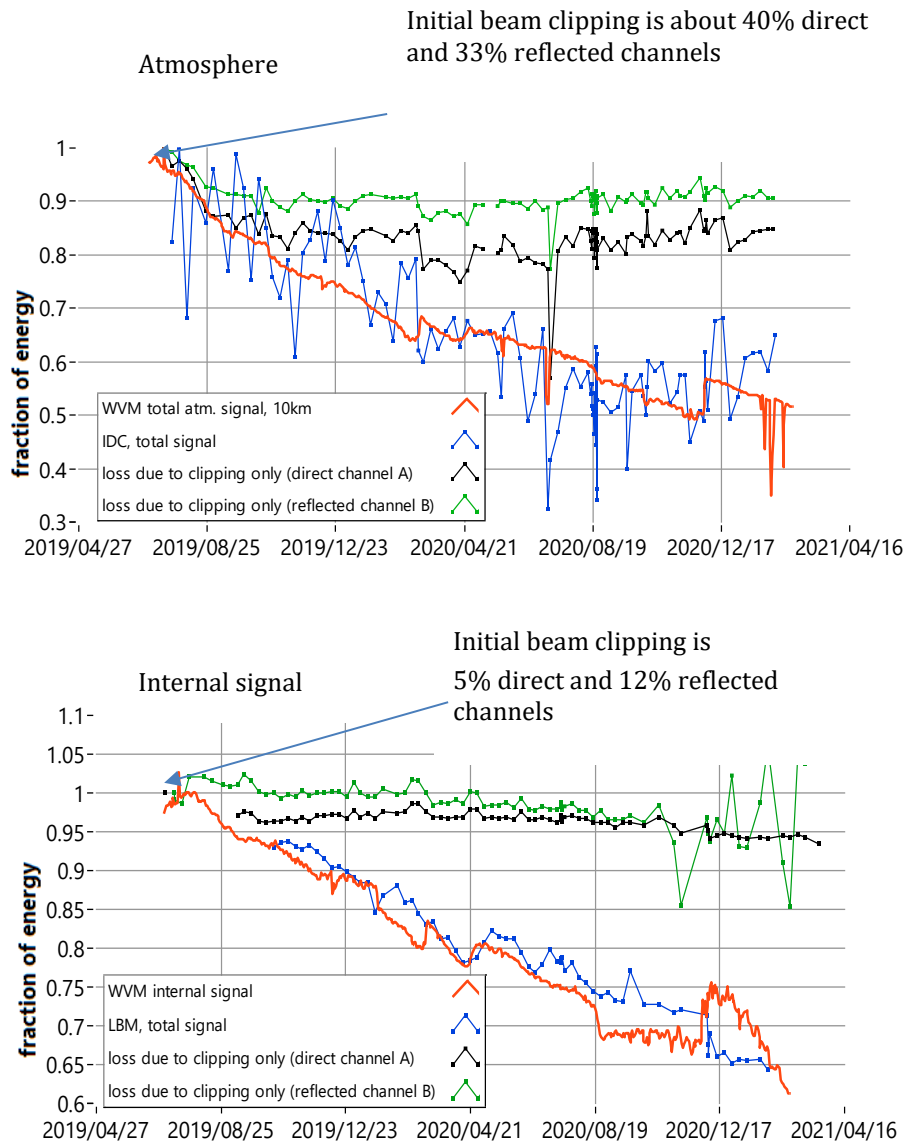 Initial beam clipping is about 40% direct
and 33% reflected channels
Atmosphere
fraction of energy
1
0.9
0.8
0.7
0.6
0.5
0.4
0.3
WVM total atm. signal, 10km
IDC, total signal
loss due to clipping only (direct channel A)
loss due to clipping only (reflected channel B)
2019/04/27 2019/08/25 2019/12/23 2020/04/21 2020/08/19 2020/12/17 2021/04/16
Initial beam clipping is
5% direct and 12% reflected
channels
Internal signal
fraction of energy
1.1
1.05
1
0.95
0.9
0.85
0.8
0.75
0.7
0.65
0.6
WVM internal signal
LBM, total signal
loss due to clipping only (direct channel A)
loss due to clipping only (reflected channel B)
2019/04/27 2019/08/25 2019/12/23 2020/04/21 2020/08/19 2020/12/17 2021/04/16